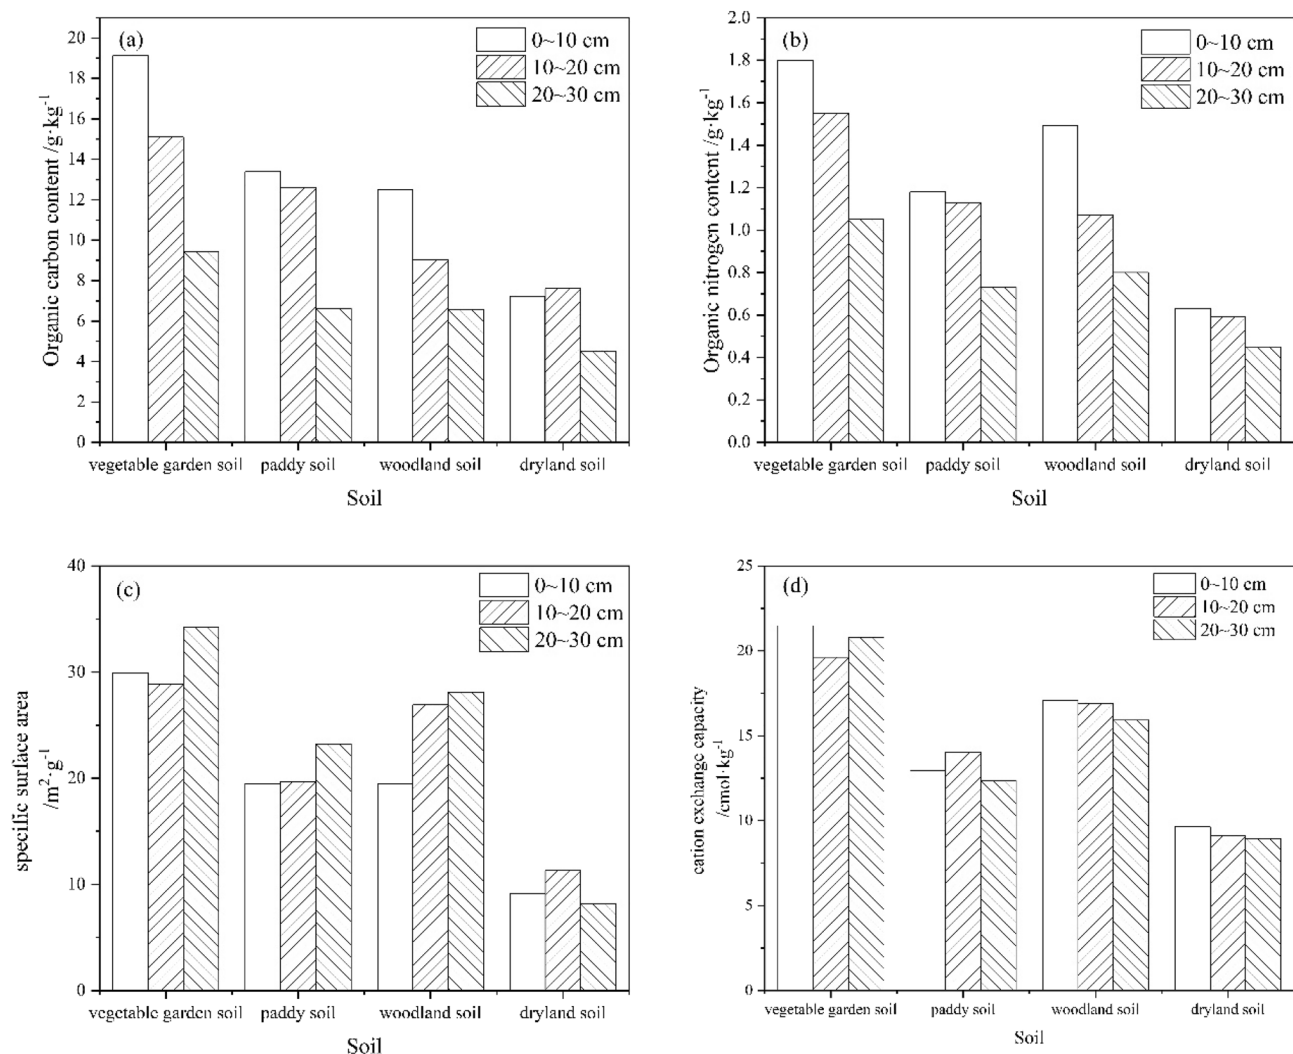 (a)
0~10 cm
10~20 cm
20~30 cm
Organic carbon content /g·kg⁻¹
20
18
16
14
12
10
8
6
4
2
0
vegetable garden soil
paddy soil
woodland soil
dryland soil
Soil
(b)
0~10 cm
10~20 cm
20~30 cm
Organic nitrogen content /g·kg⁻¹
2.0
1.8
1.6
1.4
1.2
1.0
0.8
0.6
0.4
0.2
0.0
vegetable garden soil
paddy soil
woodland soil
dryland soil
Soil
(c)
0~10 cm
10~20 cm
20~30 cm
specific surface area
/m²·g⁻¹
40
30
20
10
0
vegetable garden soil
paddy soil
woodland soil
dryland soil
Soil
(d)
0~10 cm
10~20 cm
20~30 cm
cation exchange capacity
/cmol·kg⁻¹
25
20
15
10
5
0
vegetable garden soil
paddy soil
woodland soil
dryland soil
Soil